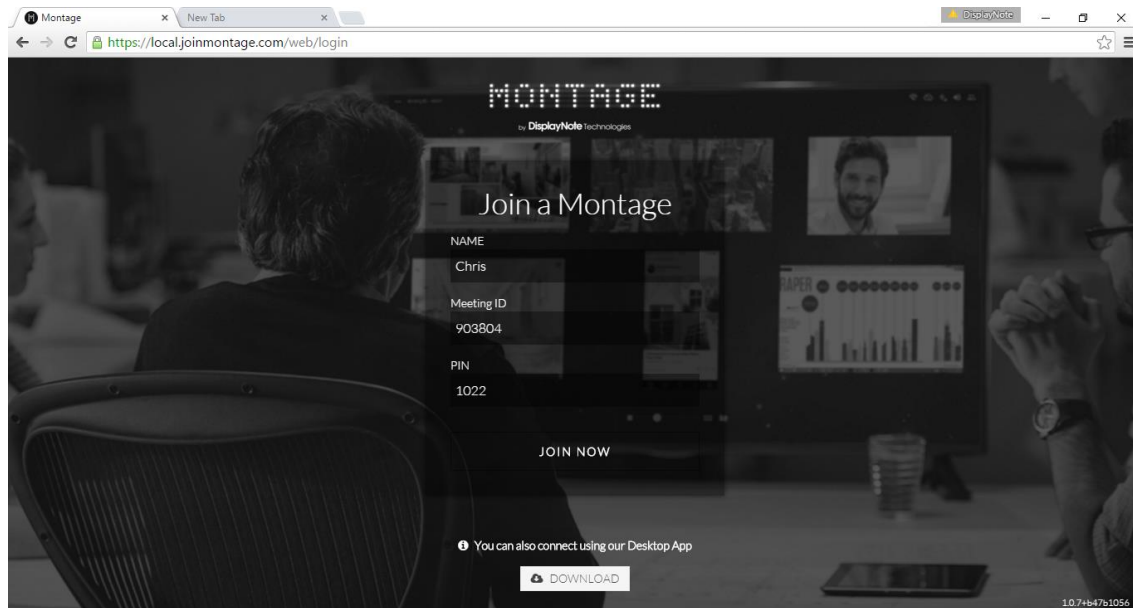 Montage
New Tab
DisplayNote
https://local.joinmontage.com/web/login
MONTAGE
by DisplayNote Technologies
Join a Montage
NAME
Chris
Meeting ID
903804
PIN
1022
JOIN NOW
You can also connect using our Desktop App
DOWNLOAD
1.0.7+b47b1056